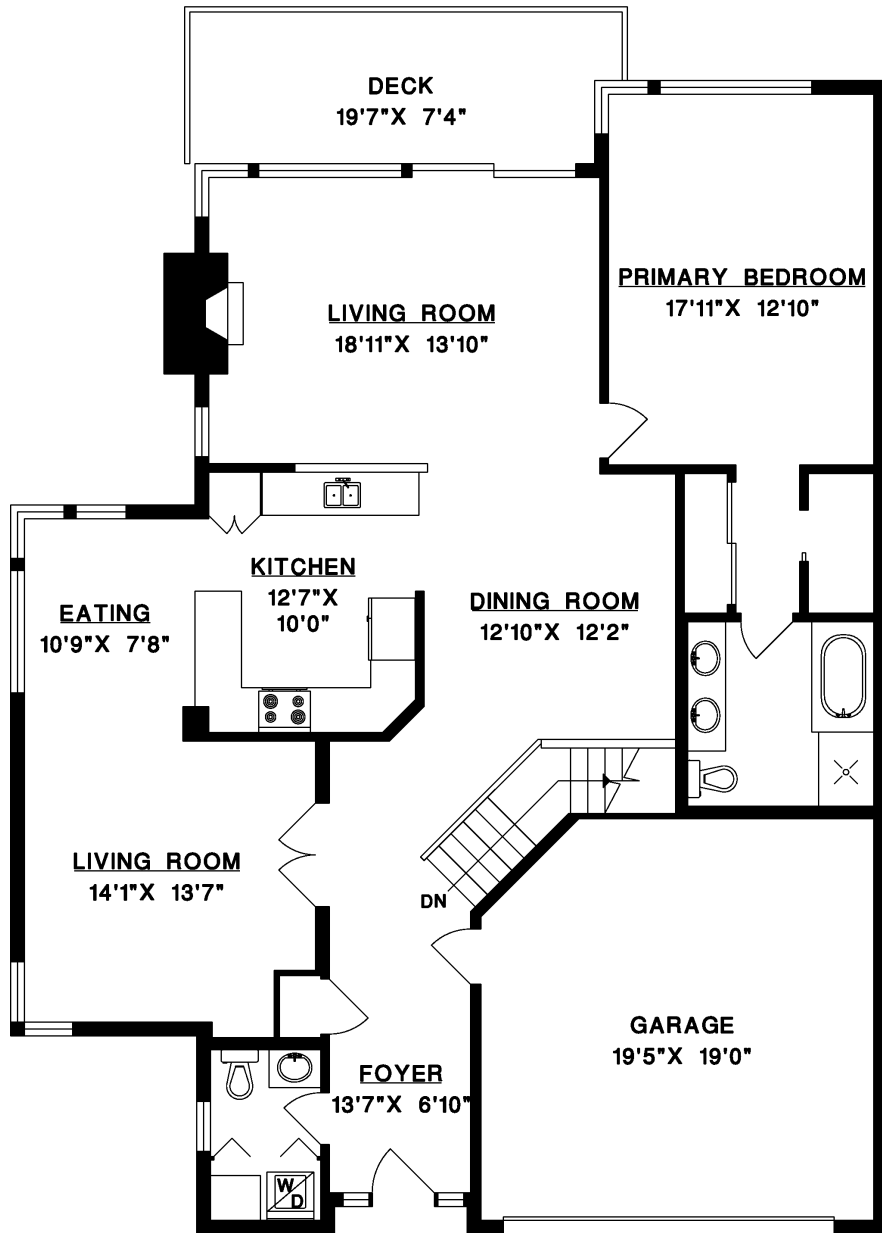 DECK
19'7"X 7'4"
PRIMARY BEDROOM
17'11"X 12'10"
LIVING ROOM
18'11"X 13'10"
KITCHEN
12'7"X
10'0"
EATING
10'9"X 7'8"
DINING ROOM
12'10"X 12'2"
LIVING ROOM
14'1"X 13'7"
DN
GARAGE
19'5"X 19'0"
FOYER
13'7"X 6'10"
W
D